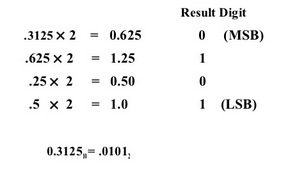 Result Digit
.3125 × 2 = 0.625 0 (MSB)
.625 × 2 = 1.25 1
.25 × 2 = 0.50 0
.5 × 2 = 1.0 1 (LSB)
0.3125₁₀ = .0101₂